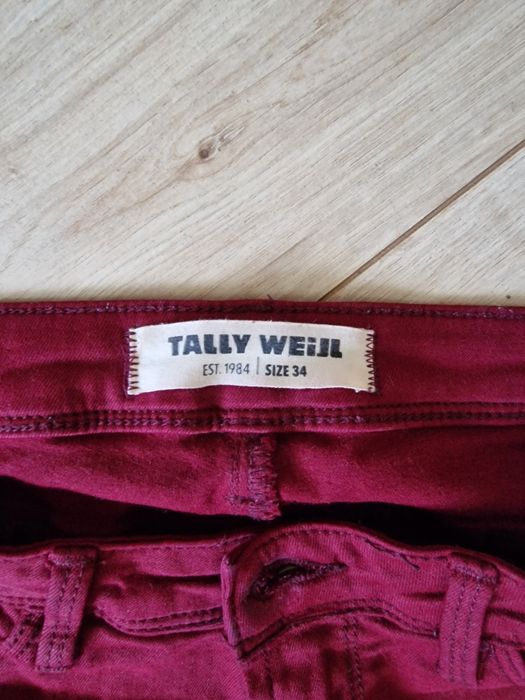 TALLY WEiJL
EST. 1984 | SIZE 34